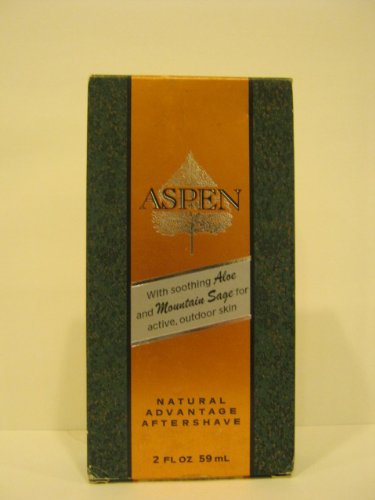 ASPEN
With soothing Aloe
and Mountain Sage for
active, outdoor skin
NATURAL
ADVANTAGE
AFTERSHAVE
2 FL OZ 59 mL